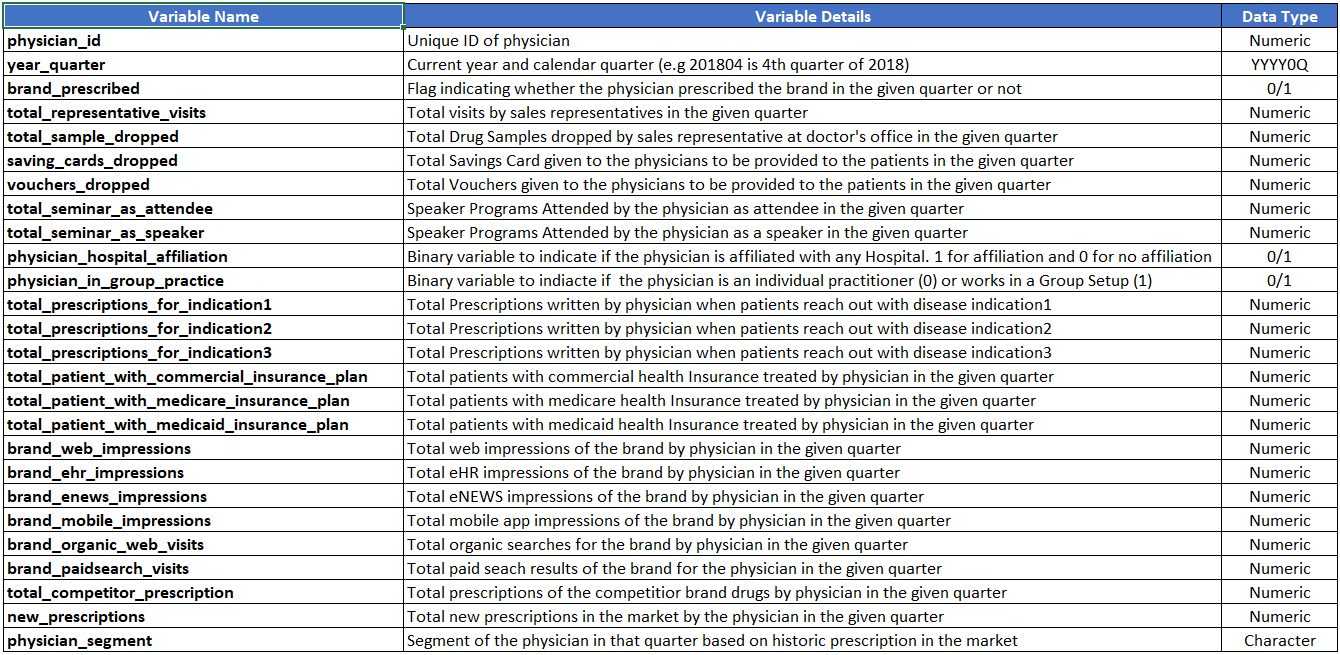 Variable Name Variable Details Data Type
physician_id Unique ID of physician Numeric
year_quarter Current year and calendar quarter (e.g 201804 is 4th quarter of 2018) YYYY0Q
brand_prescribed Flag indicating whether the physician prescribed the brand in the given quarter or not 0/1
total_representative_visits Total visits by sales representatives in the given quarter Numeric
total_sample_dropped Total Drug Samples dropped by sales representative at doctor's office in the given quarter Numeric
saving_cards_dropped Total Savings Card given to the physicians to be provided to the patients in the given quarter Numeric
vouchers_dropped Total Vouchers given to the physicians to be provided to the patients in the given quarter Numeric
total_seminar_as_attendee Speaker Programs Attended by the physician as attendee in the given quarter Numeric
total_seminar_as_speaker Speaker Programs Attended by the physician as a speaker in the given quarter Numeric
physician_hospital_affiliation Binary variable to indicate if the physician is affiliated with any Hospital. 1 for affiliation and 0 for no affiliation 0/1
physician_in_group_practice Binary variable to indiacte if the physician is an individual practitioner (0) or works in a Group Setup (1) 0/1
total_prescriptions_for_indication1 Total Prescriptions written by physician when patients reach out with disease indication1 Numeric
total_prescriptions_for_indication2 Total Prescriptions written by physician when patients reach out with disease indication2 Numeric
total_prescriptions_for_indication3 Total Prescriptions written by physician when patients reach out with disease indication3 Numeric
total_patient_with_commercial_insurance_plan Total patients with commercial health Insurance treated by physician in the given quarter Numeric
total_patient_with_medicare_insurance_plan Total patients with medicare health Insurance treated by physician in the given quarter Numeric
total_patient_with_medicaid_insurance_plan Total patients with medicaid health Insurance treated by physician in the given quarter Numeric
brand_web_impressions Total web impressions of the brand by physician in the given quarter Numeric
brand_ehr_impressions Total eHR impressions of the brand by physician in the given quarter Numeric
brand_enews_impressions Total eNEWS impressions of the brand by physician in the given quarter Numeric
brand_mobile_impressions Total mobile app impressions of the brand by physician in the given quarter Numeric
brand_organic_web_visits Total organic searches for the brand by physician in the given quarter Numeric
brand_paidsearch_visits Total paid seach results of the brand for the physician in the given quarter Numeric
total_competitor_prescription Total prescriptions of the competitor brand drugs by physician in the given quarter Numeric
new_prescriptions Total new prescriptions in the market by the physician in the given quarter Numeric
physician_segment Segment of the physician in that quarter based on historic prescription in the market Character